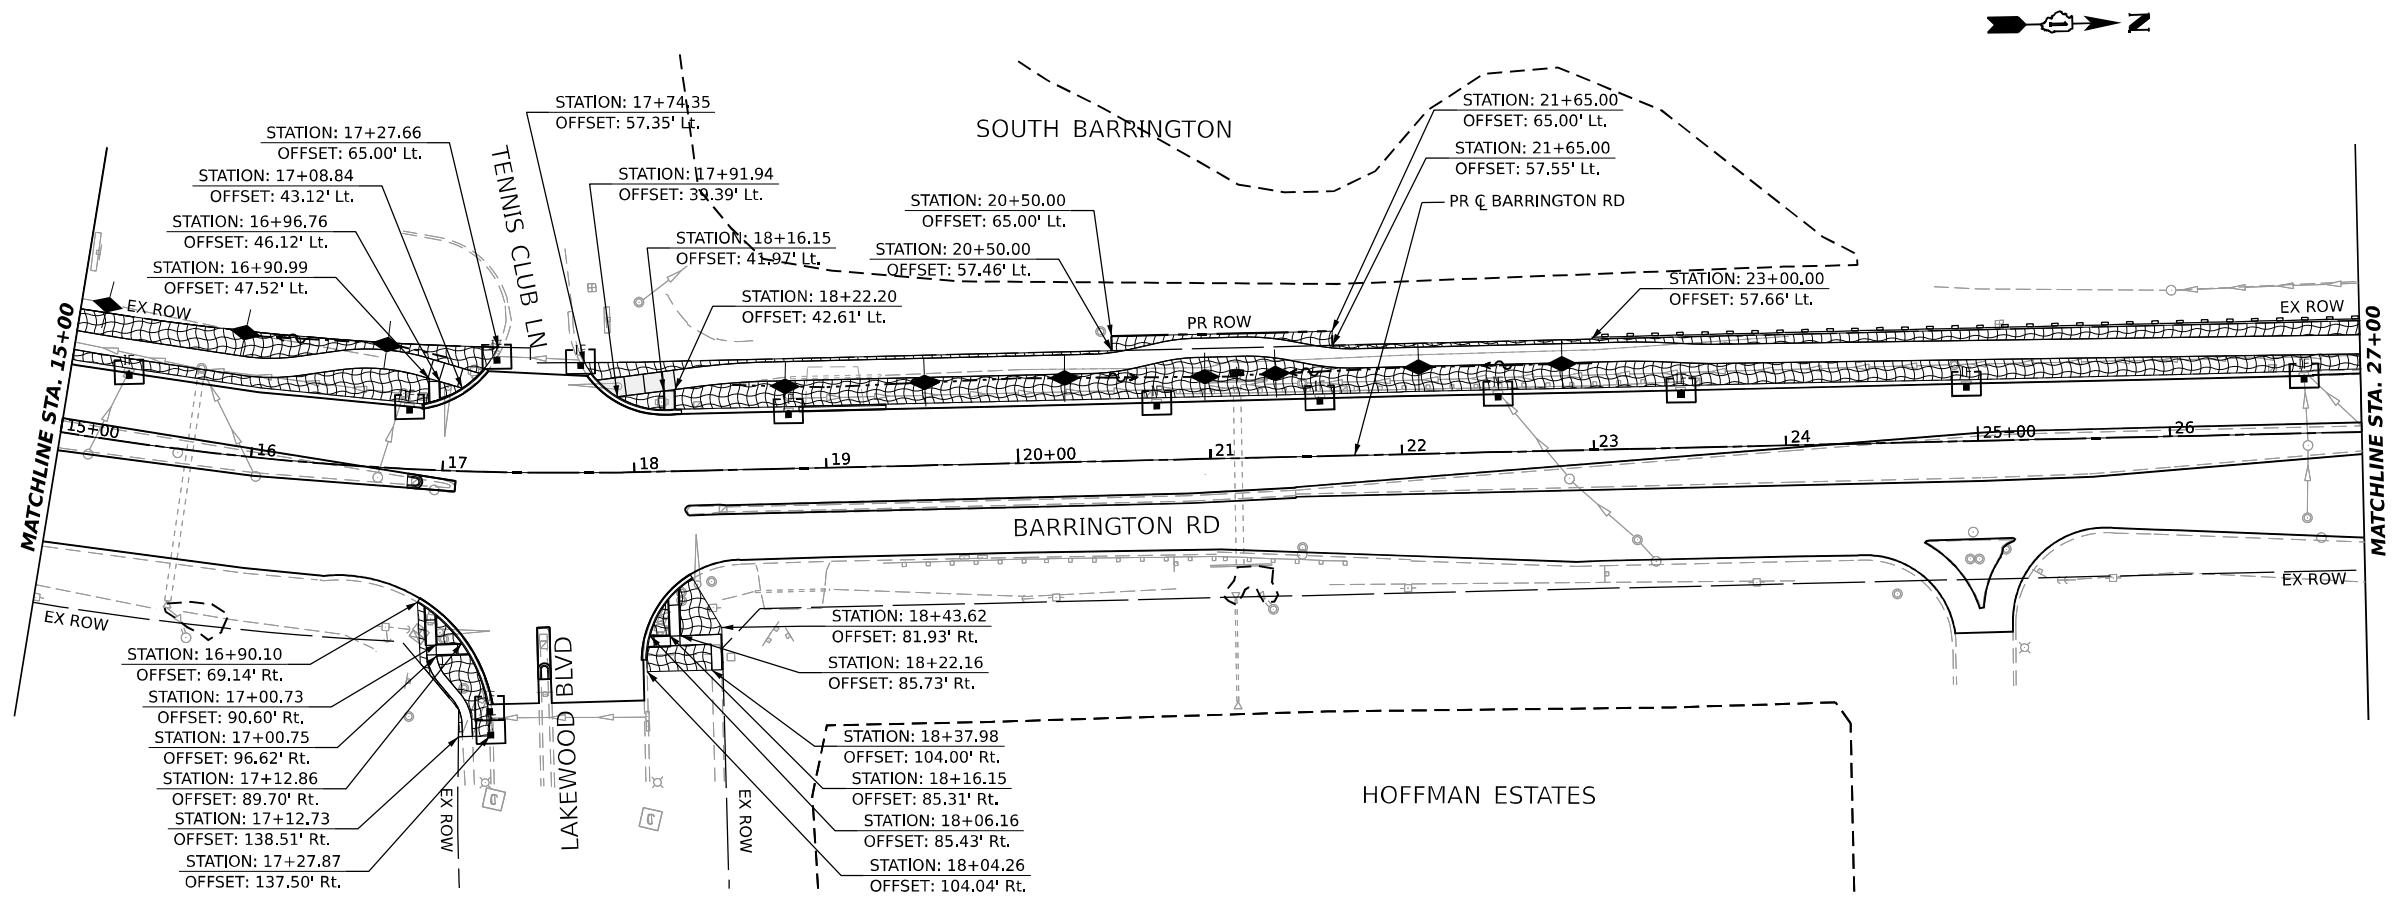 N
SOUTH BARRINGTON
STATION: 17+74.35
OFFSET: 57.35' Lt.
STATION: 17+27.66
OFFSET: 65.00' Lt.
STATION: 17+08.84
OFFSET: 43.12' Lt.
STATION: 16+96.76
OFFSET: 46.12' Lt.
STATION: 16+90.99
OFFSET: 47.52' Lt.
TENNIS CLUB LN
STATION: 17+91.94
OFFSET: 39.39' Lt.
STATION: 18+16.15
OFFSET: 41.97' Lt.
STATION: 18+22.20
OFFSET: 42.61' Lt.
STATION: 20+50.00
OFFSET: 65.00' Lt.
STATION: 20+50.00
OFFSET: 57.46' Lt.
STATION: 21+65.00
OFFSET: 65.00' Lt.
STATION: 21+65.00
OFFSET: 57.55' Lt.
PR ℄ BARRINGTON RD
STATION: 23+00.00
OFFSET: 57.66' Lt.
EX ROW
PR ROW
EX ROW
MATCHLINE STA. 15+00
MATCHLINE STA. 27+00
15+00
16
17
18
19
20+00
21
22
23
24
25+00
26
BARRINGTON RD
EX ROW
EX ROW
STATION: 16+90.10
OFFSET: 69.14' Rt.
STATION: 17+00.73
OFFSET: 90.60' Rt.
STATION: 17+00.75
OFFSET: 96.62' Rt.
STATION: 17+12.86
OFFSET: 89.70' Rt.
STATION: 17+12.73
OFFSET: 138.51' Rt.
STATION: 17+27.87
OFFSET: 137.50' Rt.
EX ROW
LAKEWOOD BLVD
EX ROW
STATION: 18+43.62
OFFSET: 81.93' Rt.
STATION: 18+22.16
OFFSET: 85.73' Rt.
STATION: 18+37.98
OFFSET: 104.00' Rt.
STATION: 18+16.15
OFFSET: 85.31' Rt.
STATION: 18+06.16
OFFSET: 85.43' Rt.
STATION: 18+04.26
OFFSET: 104.04' Rt.
HOFFMAN ESTATES